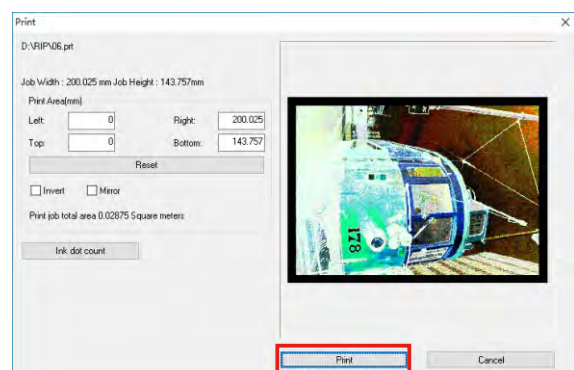 Print
D:\RIP\06.prt
Job Width : 200.025 mm Job Height : 143.757mm
Print Area(mm)
Left: 0 Right: 200.025
Top: 0 Bottom: 143.757
Reset
Invert Mirror
Print job total area 0.02875 Square meters
Ink dot count
178
Print Cancel